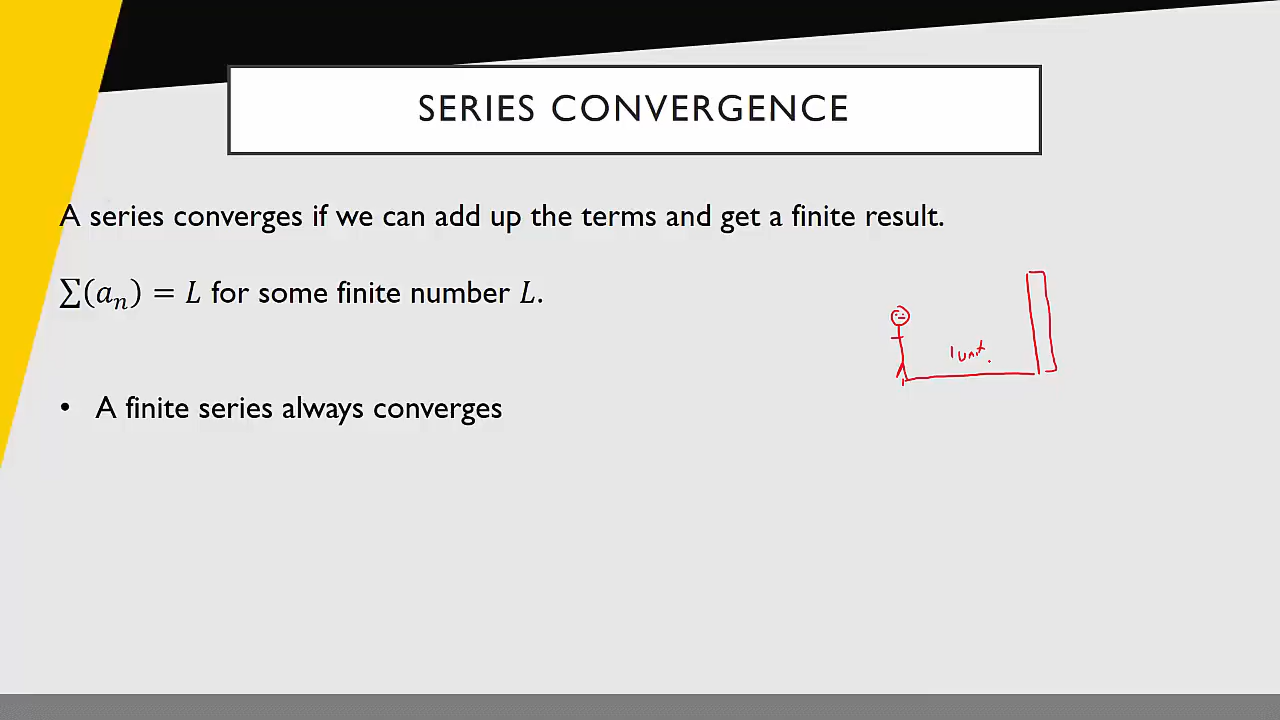 SERIES CONVERGENCE
A series converges if we can add up the terms and get a finite result.
∑(aₙ) = L for some finite number L.
1 unit.
• A finite series always converges